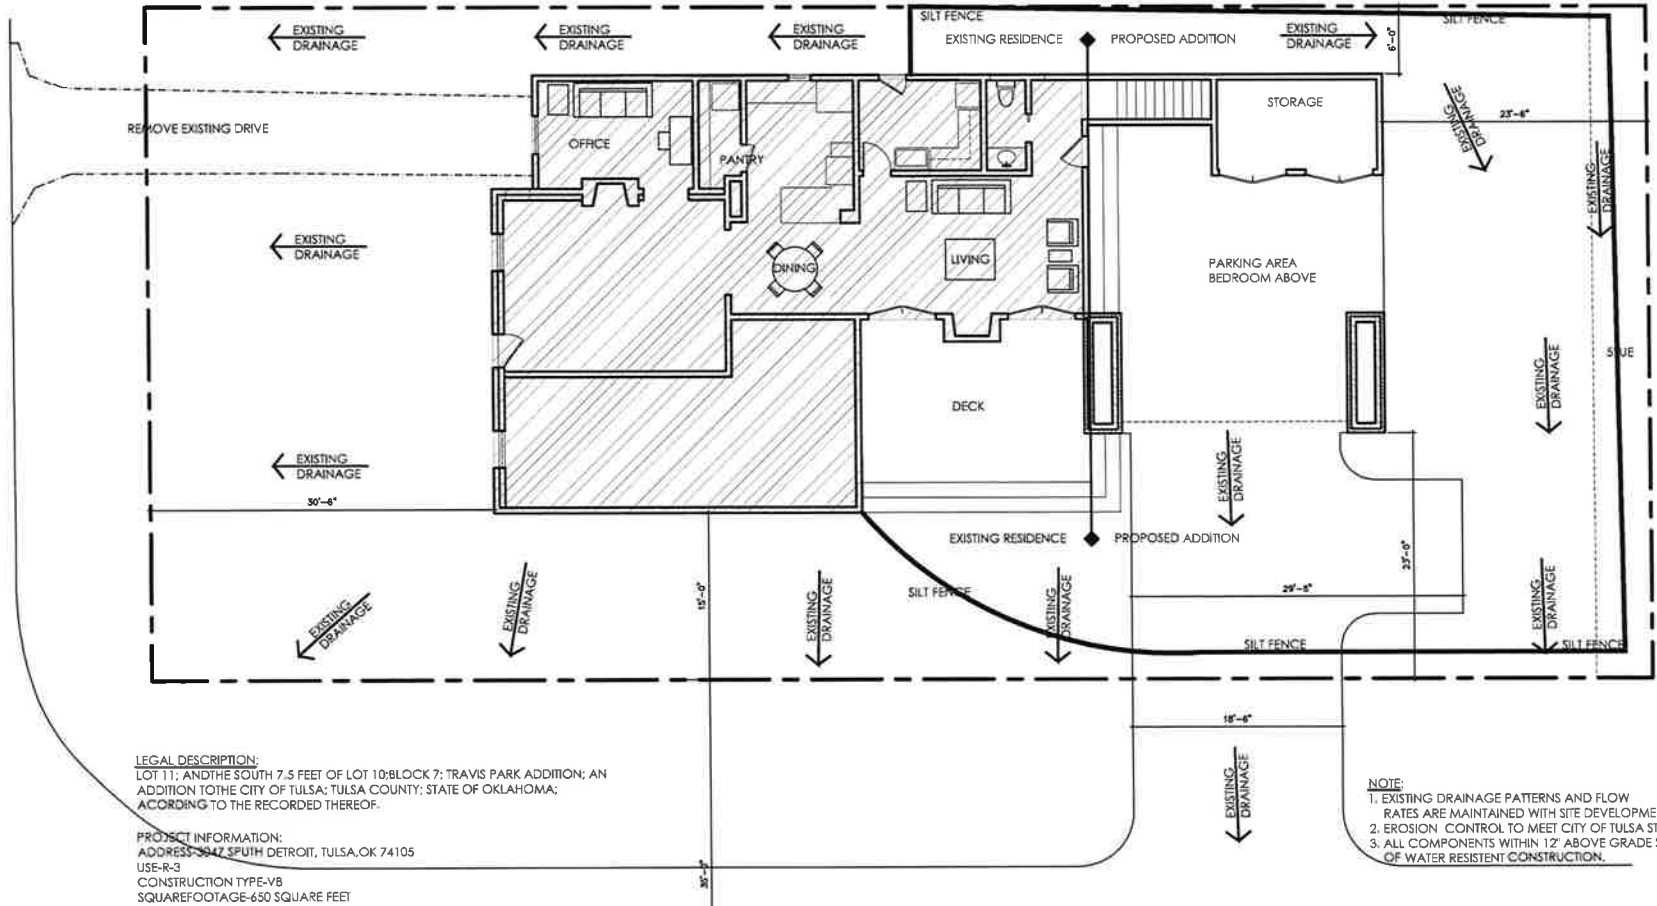 SILT FENCE
SILT FENCE
EXISTING
DRAINAGE
EXISTING
DRAINAGE
EXISTING
DRAINAGE
EXISTING RESIDENCE
PROPOSED ADDITION
EXISTING
DRAINAGE
6'-0"
REMOVE EXISTING DRIVE
OFFICE
PANTRY
STORAGE
EXISTING
DRAINAGE
23'-6"
EXISTING
DRAINAGE
EXISTING
DRAINAGE
DINING
LIVING
PARKING AREA
BEDROOM ABOVE
EXISTING
DRAINAGE
DECK
EXISTING
DRAINAGE
EXISTING
DRAINAGE
30'-6"
EXISTING RESIDENCE
PROPOSED ADDITION
23'-0"
EXISTING
DRAINAGE
EXISTING
DRAINAGE
15'-0"
EXISTING
DRAINAGE
SILT FENCE
EXISTING
DRAINAGE
29'-5"
EXISTING
DRAINAGE
SILT FENCE
SILT FENCE
18'-6"
EXISTING
DRAINAGE
35'-0"
LEGAL DESCRIPTION:
LOT 11; ANDTHE SOUTH 7.5 FEET OF LOT 10;BLOCK 7; TRAVIS PARK ADDITION; AN
ADDITION TOTHE CITY OF TULSA; TULSA COUNTY; STATE OF OKLAHOMA;
ACORDING TO THE RECORDED THEREOF.
PROJECT INFORMATION:
ADDRESS-3047 SPUTH DETROIT, TULSA,OK 74105
USE-R-3
CONSTRUCTION TYPE-VB
SQUAREFOOTAGE-650 SQUARE FEET
NOTE:
1. EXISTING DRAINAGE PATTERNS AND FLOW
RATES ARE MAINTAINED WITH SITE DEVELOPME
2. EROSION CONTROL TO MEET CITY OF TULSA ST
3. ALL COMPONENTS WITHIN 12" ABOVE GRADE
OF WATER RESISTENT CONSTRUCTION.